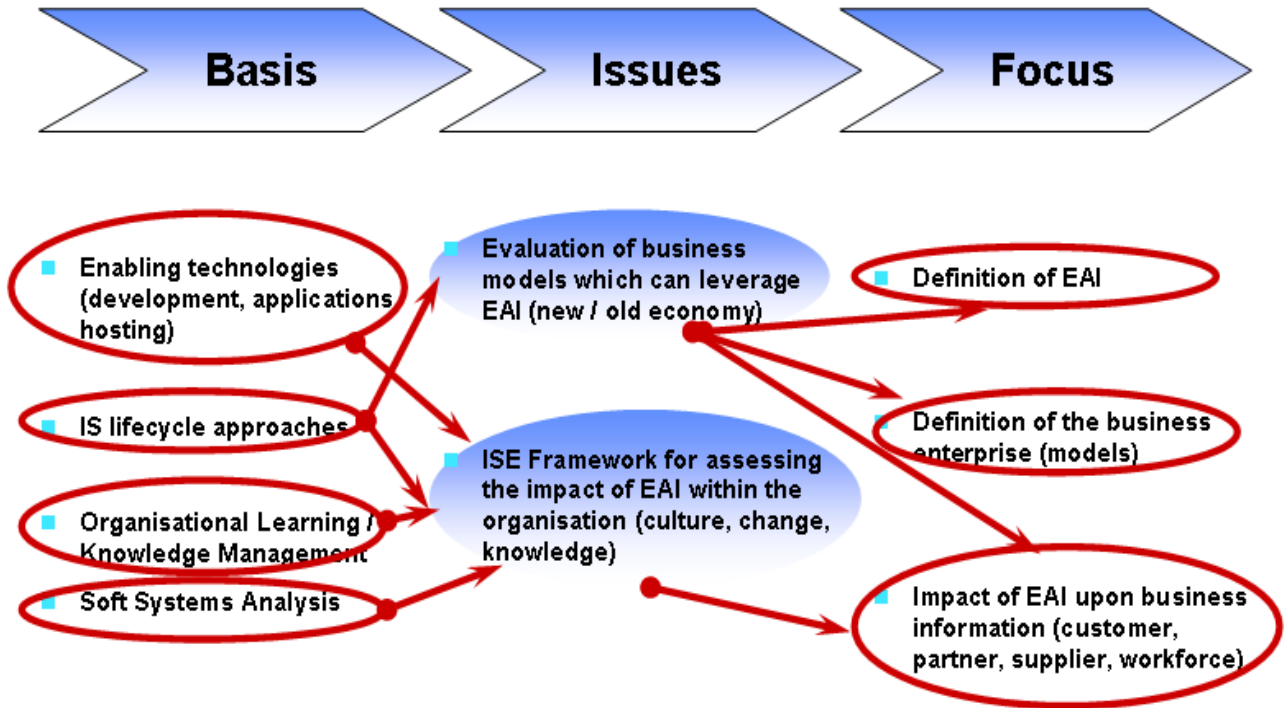 Basis
Issues
Focus
Enabling technologies
(development, applications
hosting)
IS lifecycle approaches
Organisational Learning /
Knowledge Management
Soft Systems Analysis
Evaluation of business
models which can leverage
EAI (new / old economy)
ISE Framework for assessing
the impact of EAI within the
organisation (culture, change,
knowledge)
Definition of EAI
Definition of the business
enterprise (models)
Impact of EAI upon business
information (customer,
partner, supplier, workforce)